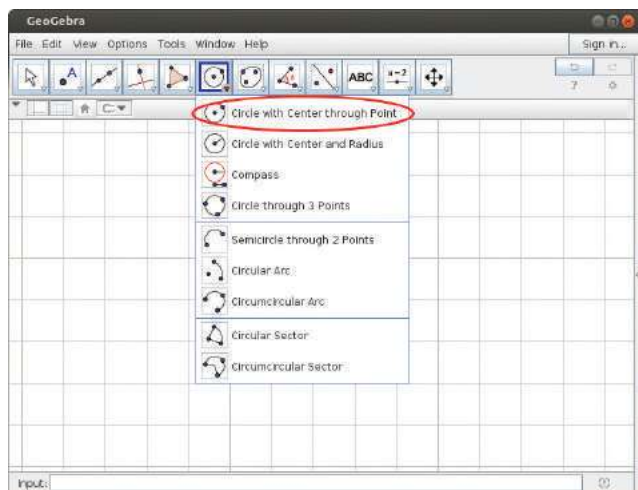 GeoGebra
File Edit View Options Tools Window Help
Sign in...
A
ABC
a=2
?
Circle with Center through Point
Circle with Center and Radius
Compass
Circle through 3 Points
Semicircle through 2 Points
Circular Arc
Circumcircular Arc
Circular Sector
Circumcircular Sector
Input: